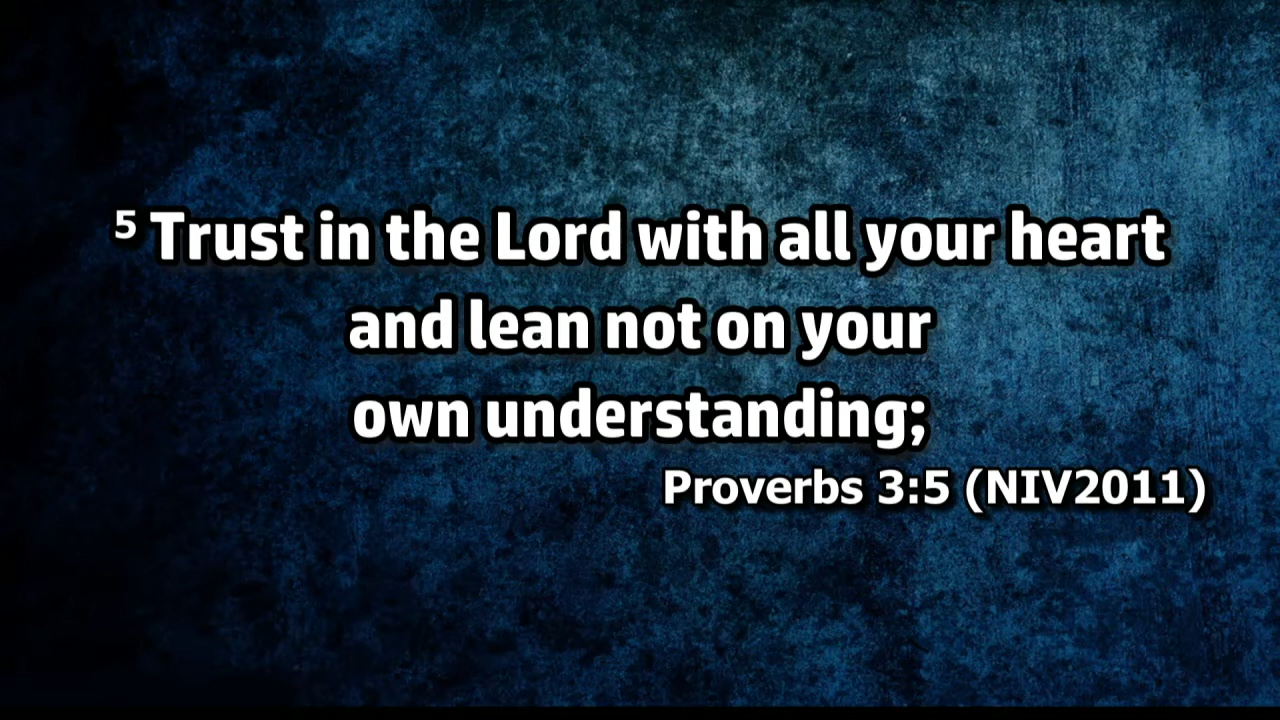 5 Trust in the Lord with all your heart
and lean not on your
own understanding;
Proverbs 3:5 (NIV2011)